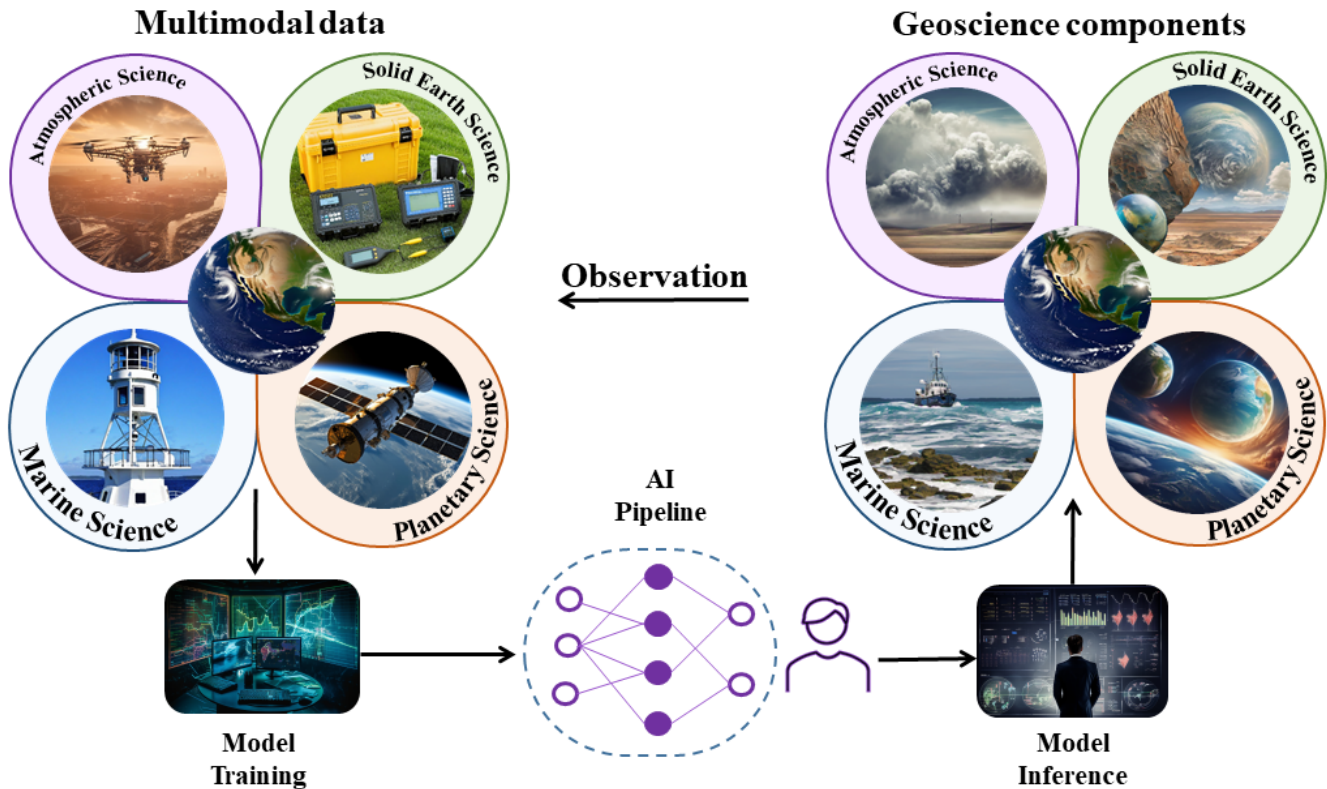 Multimodal data
Geoscience components
Atmospheric Science
Solid Earth Science
Marine Science
Planetary Science
Observation
Atmospheric Science
Solid Earth Science
Marine Science
Planetary Science
AI
Pipeline
Model
Training
Model
Inference